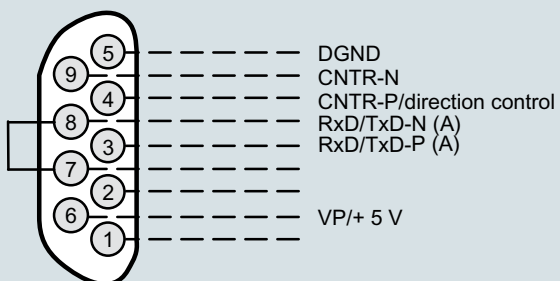 5 DGND
9 CNTR-N
4 CNTR-P/direction control
8 RxD/TxD-N (A)
3 RxD/TxD-P (A)
7
2
6 VP/+ 5 V
1